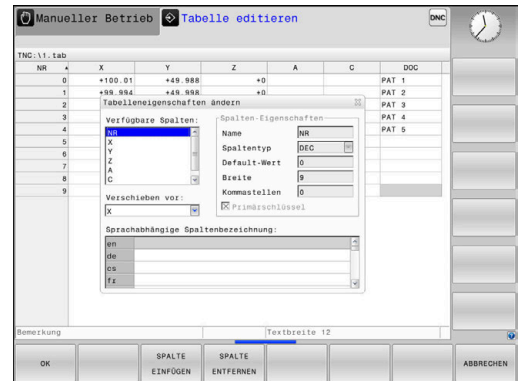 Manueller Betrieb
Tabelle editieren
DNC
TNC:\1.tab
NR X Y Z A C DOC
0 +100.01 +49.988 +0 PAT 1
1 +99.994 +49.998 +0 PAT 2
2 PAT 3
3 PAT 4
4 PAT 5
5
6
7
8
9
Tabelleneigenschaften ändern
Verfügbare Spalten:
NR
X
Y
Z
A
C
Verschieben vor:
X
Spalten-Eigenschaften
Name NR
Spaltentyp DEC
Default-Wert 0
Breite 9
Kommastellen 0
Primärschlüssel
Sprachabhängige Spaltenbezeichnung:
en
de
cs
fr
Bemerkung Textbreite 12
OK
SPALTE EINFÜGEN
SPALTE ENTFERNEN
ABBRECHEN